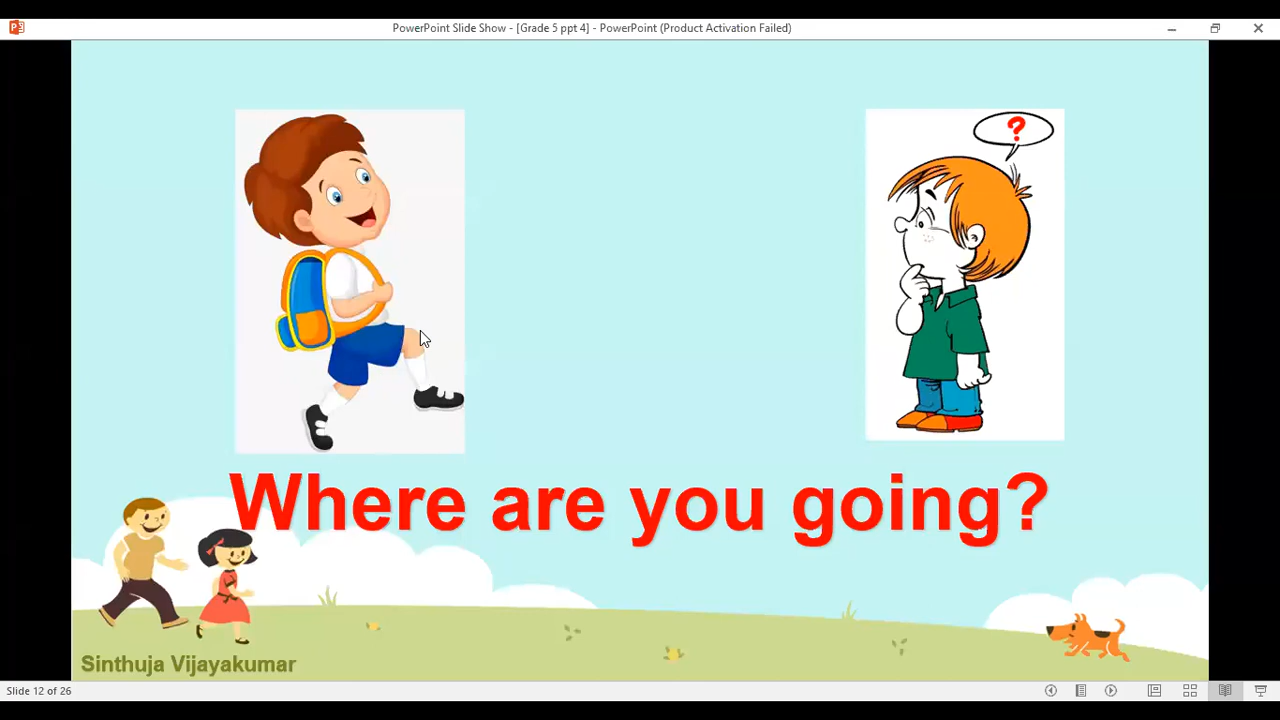 PowerPoint Slide Show - [Grade 5 ppt 4] - PowerPoint (Product Activation Failed)
?
Where are you going?
Sinthuja Vijayakumar
Slide 12 of 26